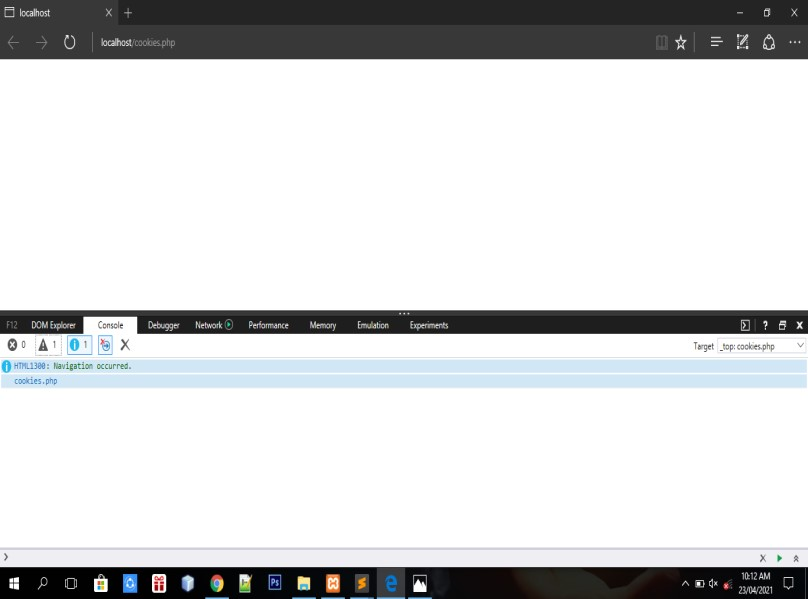 localhost
localhost/cookies.php
F12 DOM Explorer Console Debugger Network Performance Memory Emulation Experiments
0 1 1
Target _top: cookies.php
HTML1300: Navigation occurred.
cookies.php
Ps
10:12 AM
23/04/2021